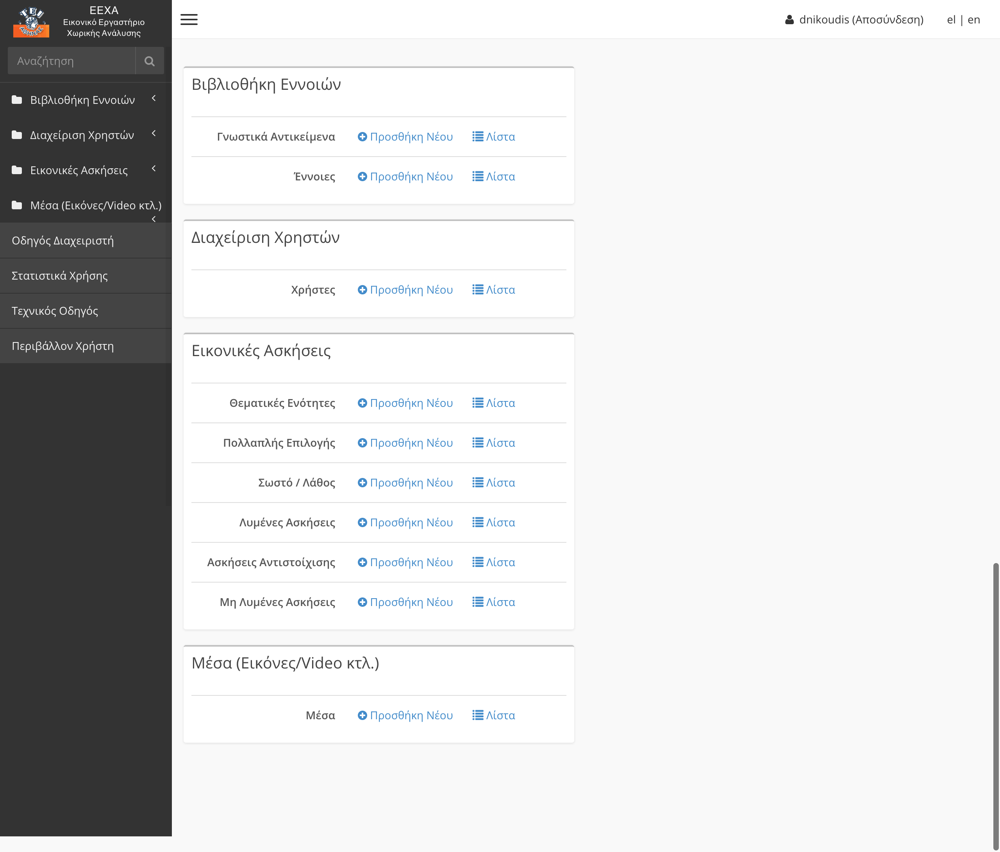 ΤΕΙ
ΑΘΗΝΑΣ
ΕΕΧΑ
Εικονικό Εργαστήριο
Χωρικής Ανάλυσης
Αναζήτηση
Βιβλιοθήκη Εννοιών
Διαχείριση Χρηστών
Εικονικές Ασκήσεις
Μέσα (Εικόνες/Video κτλ.)
Οδηγός Διαχειριστή
Στατιστικά Χρήσης
Τεχνικός Οδηγός
Περιβάλλον Χρήστη
dnikoudis (Αποσύνδεση) el | en
Βιβλιοθήκη Εννοιών
Γνωστικά Αντικείμενα Προσθήκη Νέου Λίστα
Έννοιες Προσθήκη Νέου Λίστα
Διαχείριση Χρηστών
Χρήστες Προσθήκη Νέου Λίστα
Εικονικές Ασκήσεις
Θεματικές Ενότητες Προσθήκη Νέου Λίστα
Πολλαπλής Επιλογής Προσθήκη Νέου Λίστα
Σωστό / Λάθος Προσθήκη Νέου Λίστα
Λυμένες Ασκήσεις Προσθήκη Νέου Λίστα
Ασκήσεις Αντιστοίχισης Προσθήκη Νέου Λίστα
Μη Λυμένες Ασκήσεις Προσθήκη Νέου Λίστα
Μέσα (Εικόνες/Video κτλ.)
Μέσα Προσθήκη Νέου Λίστα